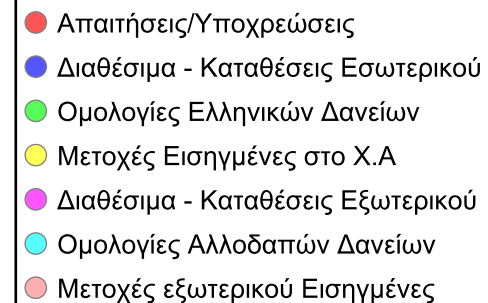 Απαιτήσεις/Υποχρεώσεις
Διαθέσιμα - Καταθέσεις Εσωτερικού
Ομολογίες Ελληνικών Δανείων
Μετοχές Εισηγμένες στο Χ.Α
Διαθέσιμα - Καταθέσεις Εξωτερικού
Ομολογίες Αλλοδαπών Δανείων
Μετοχές εξωτερικού Εισηγμένες